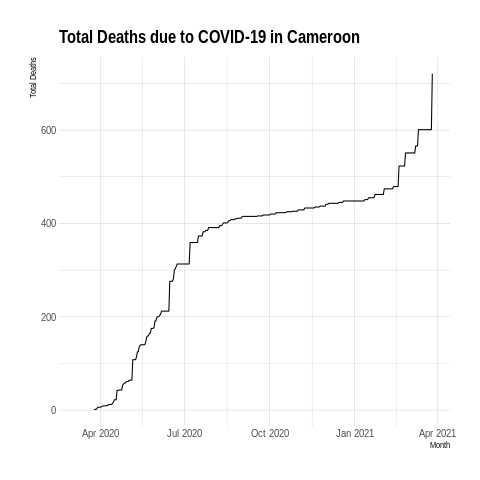 Total Deaths due to COVID-19 in Cameroon
Total Deaths
600
400
200
0
Apr 2020 Jul 2020 Oct 2020 Jan 2021 Apr 2021
Month